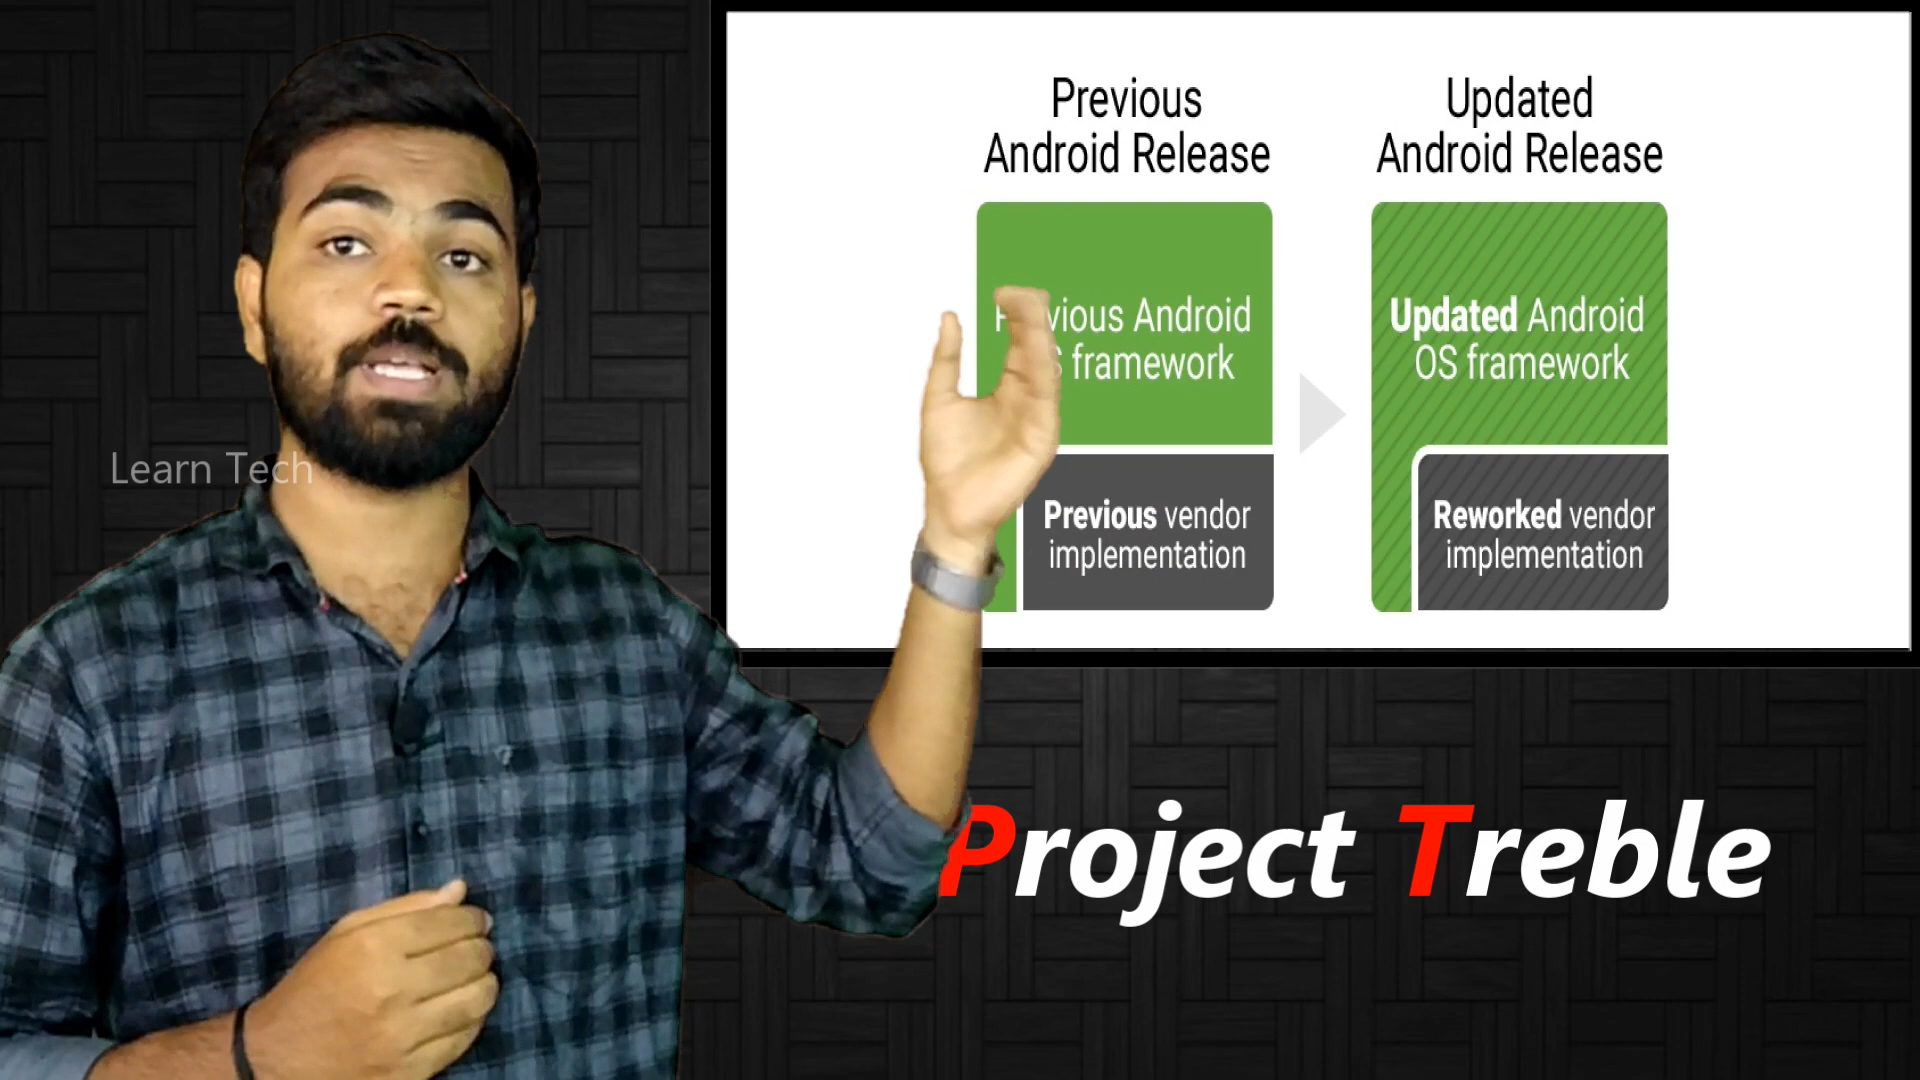 Learn Tech
Previous
Android Release
vious Android
framework
Previous vendor
implementation
Updated
Android Release
Updated Android
OS framework
Reworked vendor
implementation
Project Treble